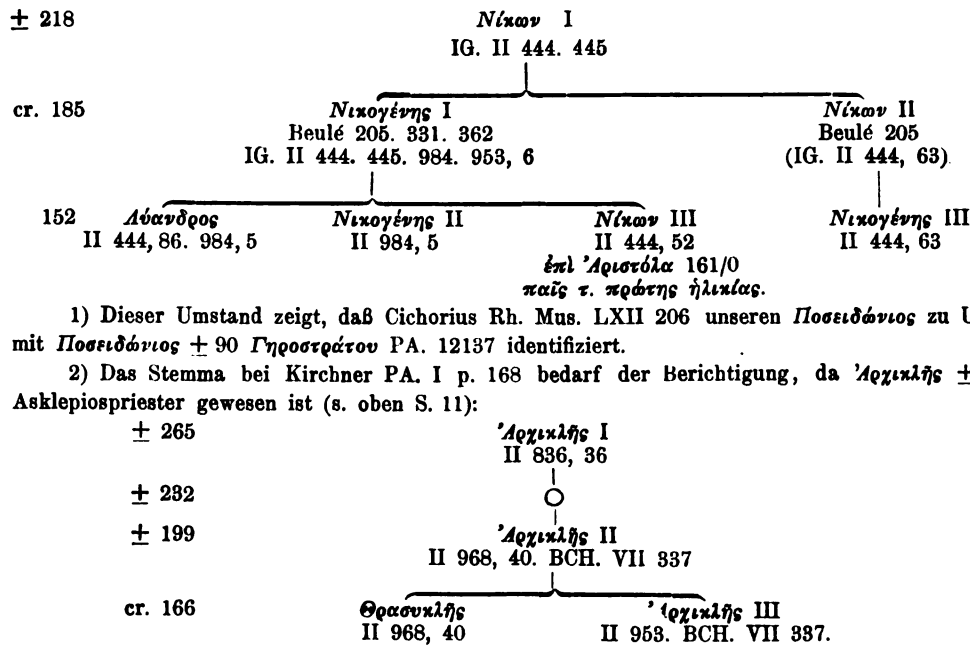 ± 218 Νίκων I
IG. II 444. 445
cr. 185 Νικογένης I Νίκων II
Beulé 205. 331. 362 Beulé 205
IG. II 444. 445. 984. 953, 6 (IG. II 444, 63)
152 Λύανδρος Νικογένης II Νίκων III Νικογένης III
II 444, 86. 984, 5 II 984, 5 II 444, 52 II 444, 63
ἐπὶ Ἀριστόλα 161/0
παῖς τ. πρώτης ἡλικίας.
1) Dieser Umstand zeigt, daß Cichorius Rh. Mus. LXII 206 unseren Ποσειδώνιος zu U
mit Ποσειδώνιος ± 90 Γηροστράτου PA. 12137 identifiziert.
2) Das Stemma bei Kirchner PA. I p. 168 bedarf der Berichtigung, da Ἀρχικλῆς ±
Asklepiospriester gewesen ist (s. oben S. 11):
± 265 Ἀρχικλῆς I
II 836, 36
± 232
± 199 Ἀρχικλῆς II
II 968, 40. BCH. VII 337
cr. 166 Θρασυκλῆς Ἀρχικλῆς III
II 968, 40 II 953. BCH. VII 337.